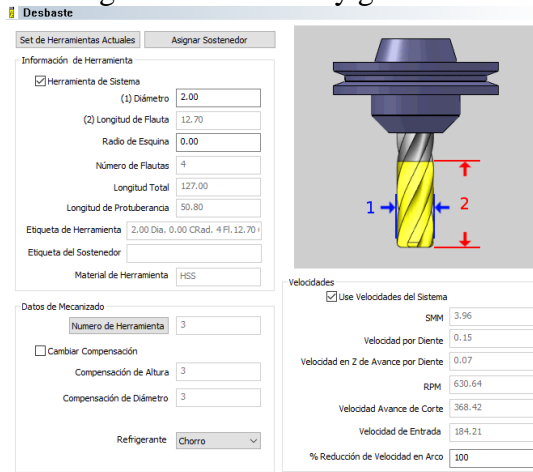 Desbaste
Set de Herramientas Actuales
Asignar Sostenedor
Información de Herramienta
Herramienta de Sistema
(1) Diámetro 2.00
(2) Longitud de Flauta 12.70
Radio de Esquina 0.00
Número de Flautas 4
Longitud Total 127.00
Longitud de Protuberancia 50.80
Etiqueta de Herramienta 2.00 Dia. 0.00 CRad. 4 Fl. 12.70
Etiqueta del Sostenedor
Material de Herramienta HSS
Datos de Mecanizado
Numero de Herramienta 3
Cambiar Compensación
Compensación de Altura 3
Compensación de Diámetro 3
Refrigerante Chorro
1
2
Velocidades
Use Velocidades del Sistema
SMM 3.96
Velocidad por Diente 0.15
Velocidad en Z de Avance por Diente 0.07
RPM 630.64
Velocidad Avance de Corte 368.42
Velocidad de Entrada 184.21
% Reducción de Velocidad en Arco 100